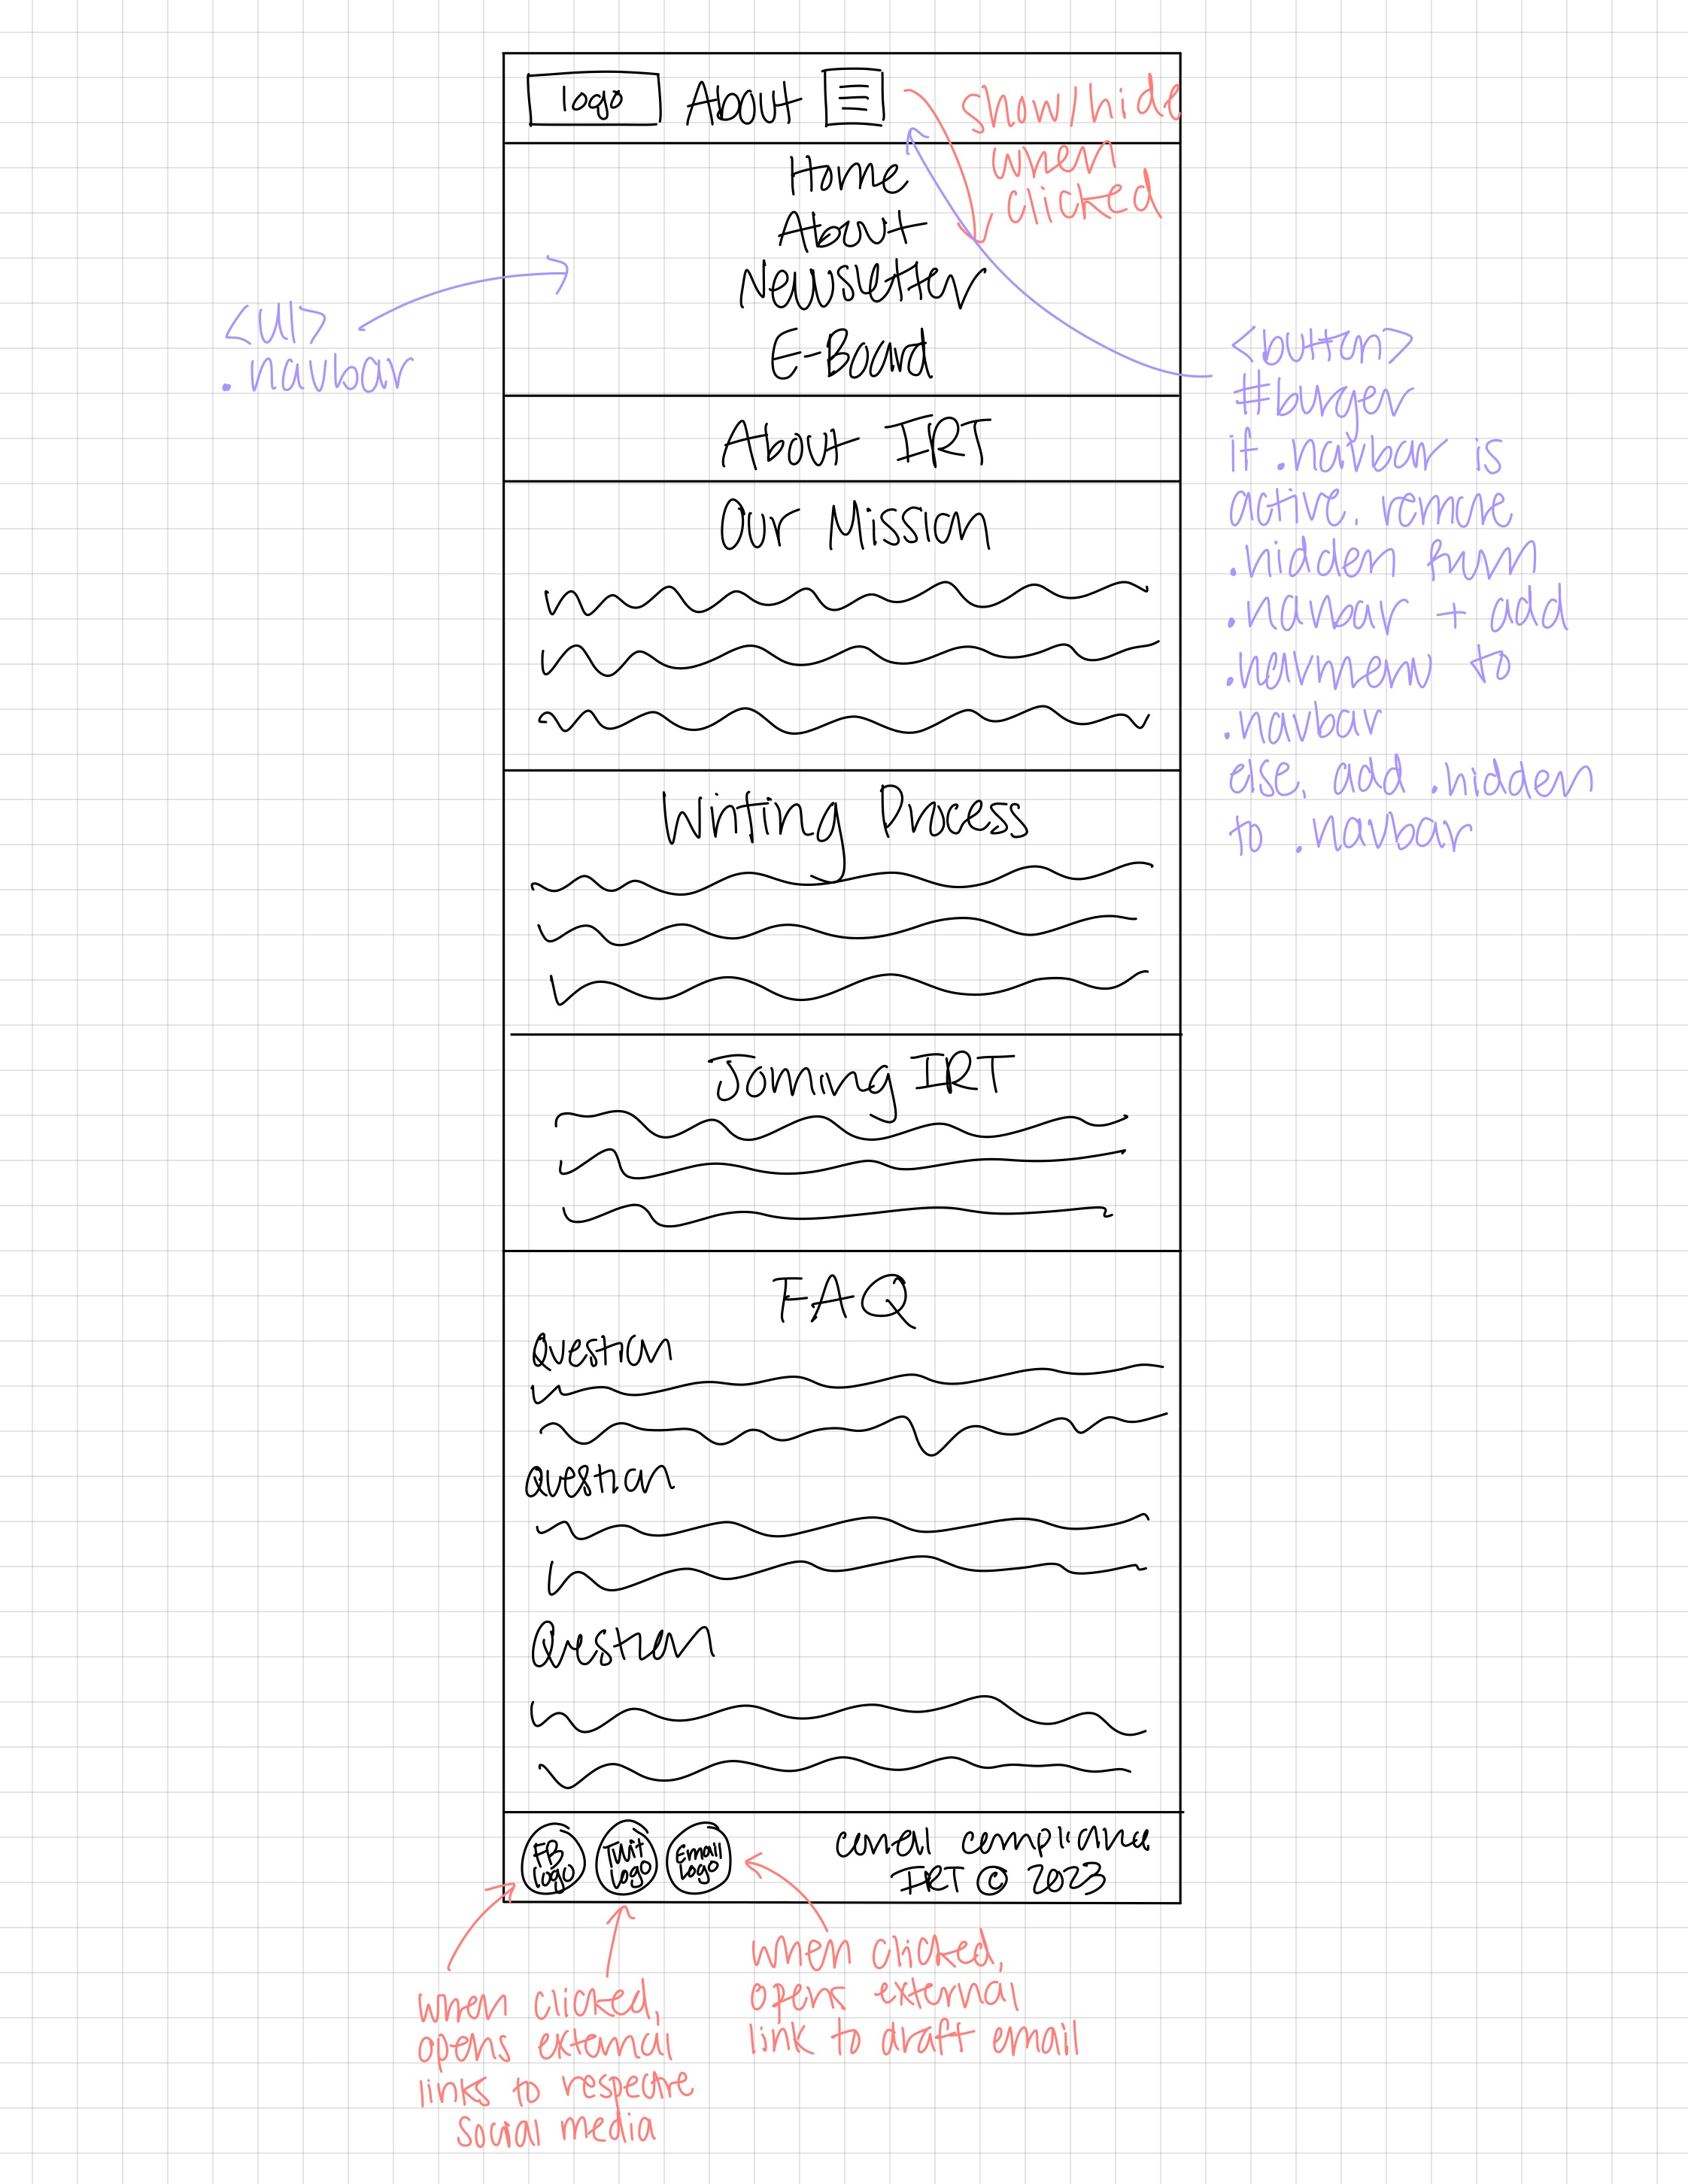 logo About
show/hide
when
clicked
Home
About
Newsletter
E-Board
<ul>
.navbar
<button>
#burger
if .navbar is
active, remove
.hidden from
.navbar + add
.navmenu to
.navbar
else, add .hidden
to .navbar
About IRT
Our Mission
Writing Process
Joining IRT
FAQ
Question
Question
Question
FB
logo
Twit
logo
Email
logo
compliance
IRT © 2023
when clicked,
opens external
links to respective
social media
when clicked,
opens external
link to draft email